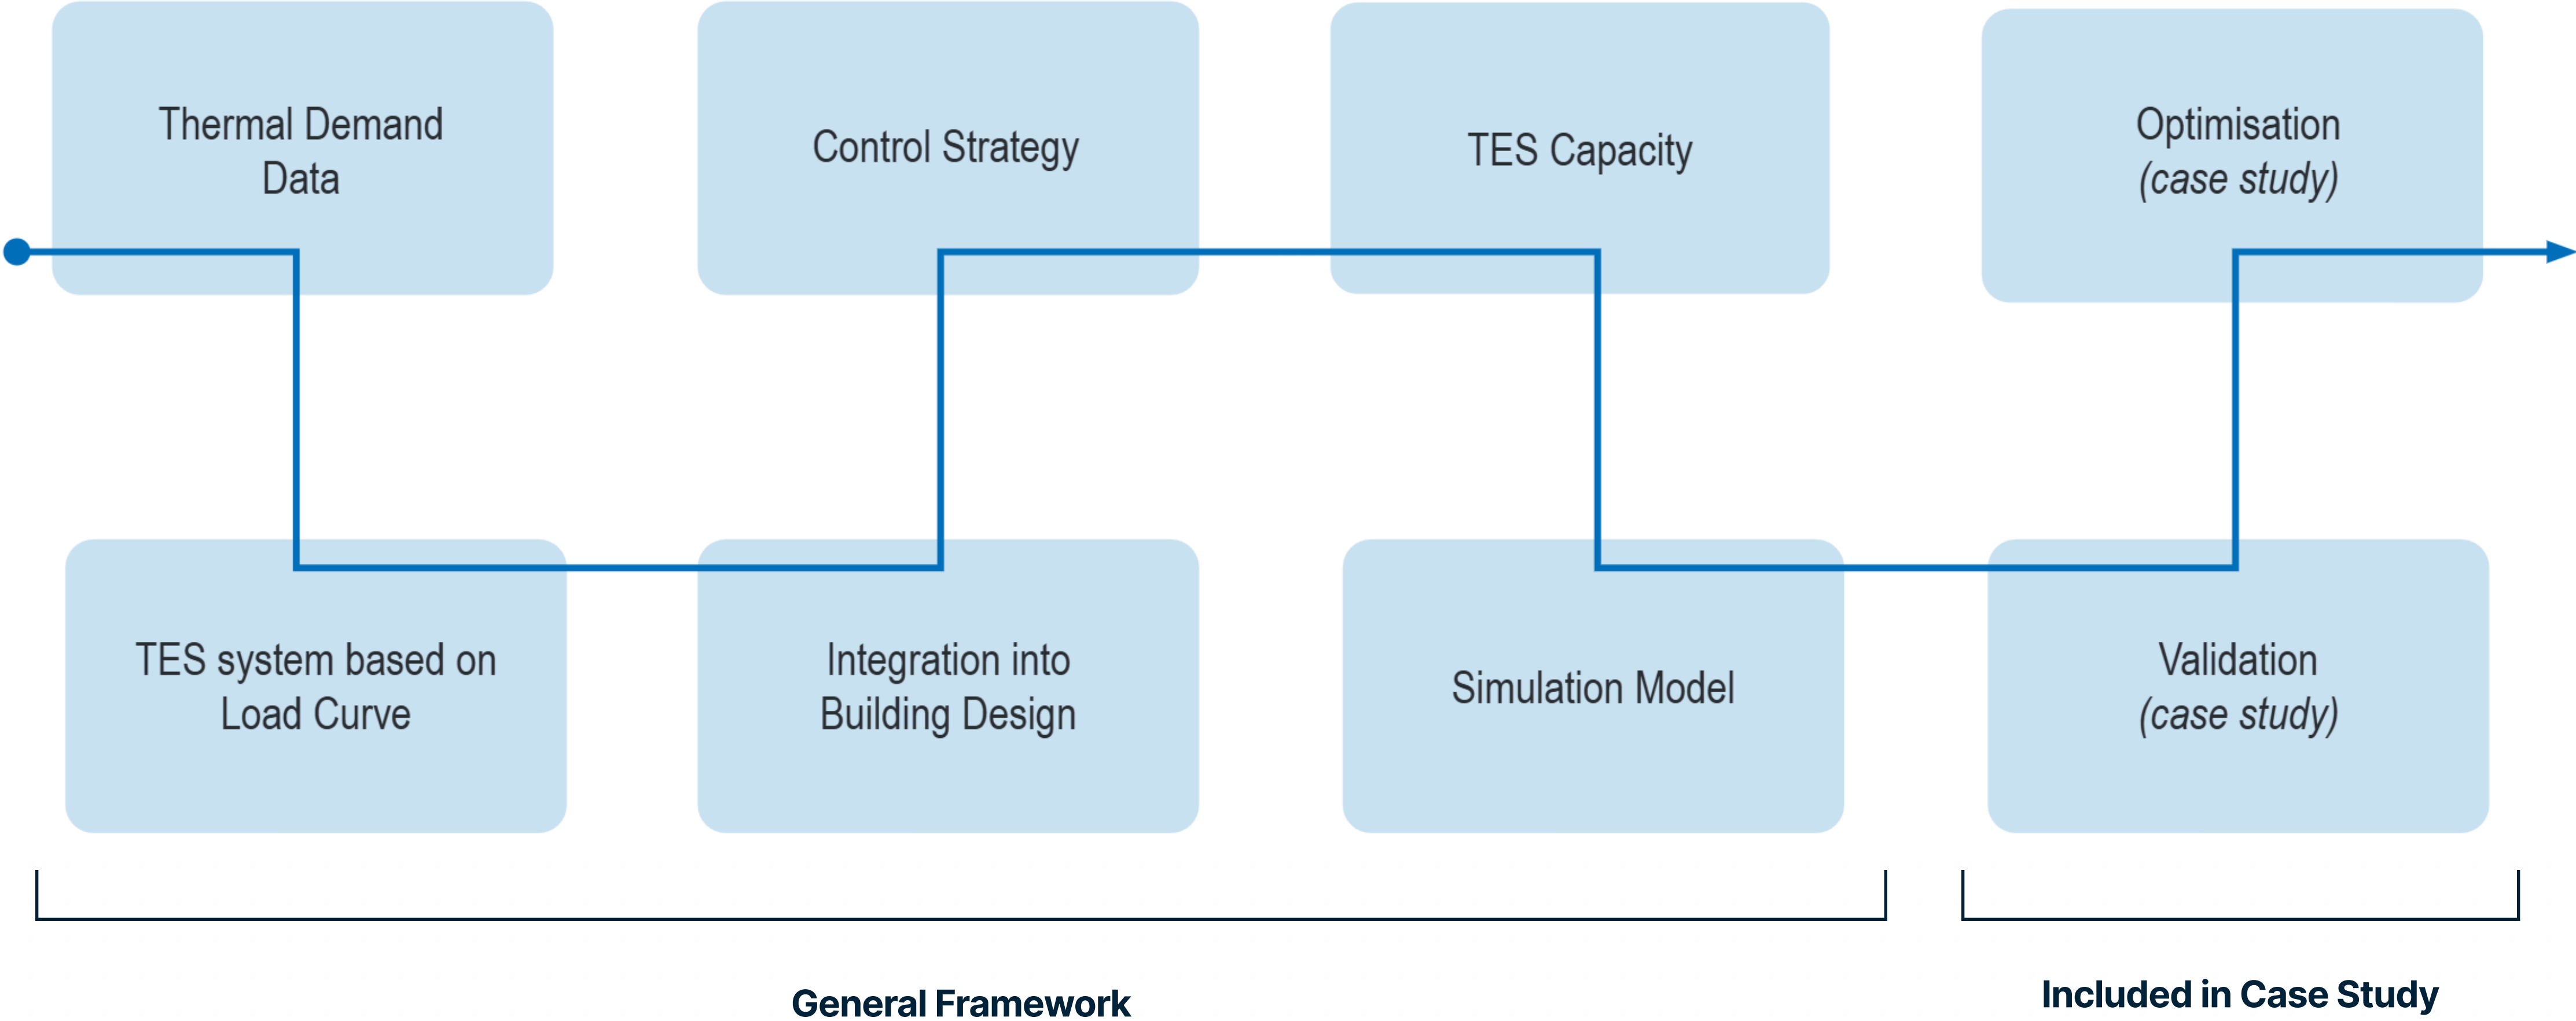 Thermal Demand
Data
Control Strategy
TES Capacity
Optimisation
(case study)
TES system based on
Load Curve
Integration into
Building Design
Simulation Model
Validation
(case study)
General Framework
Included in Case Study